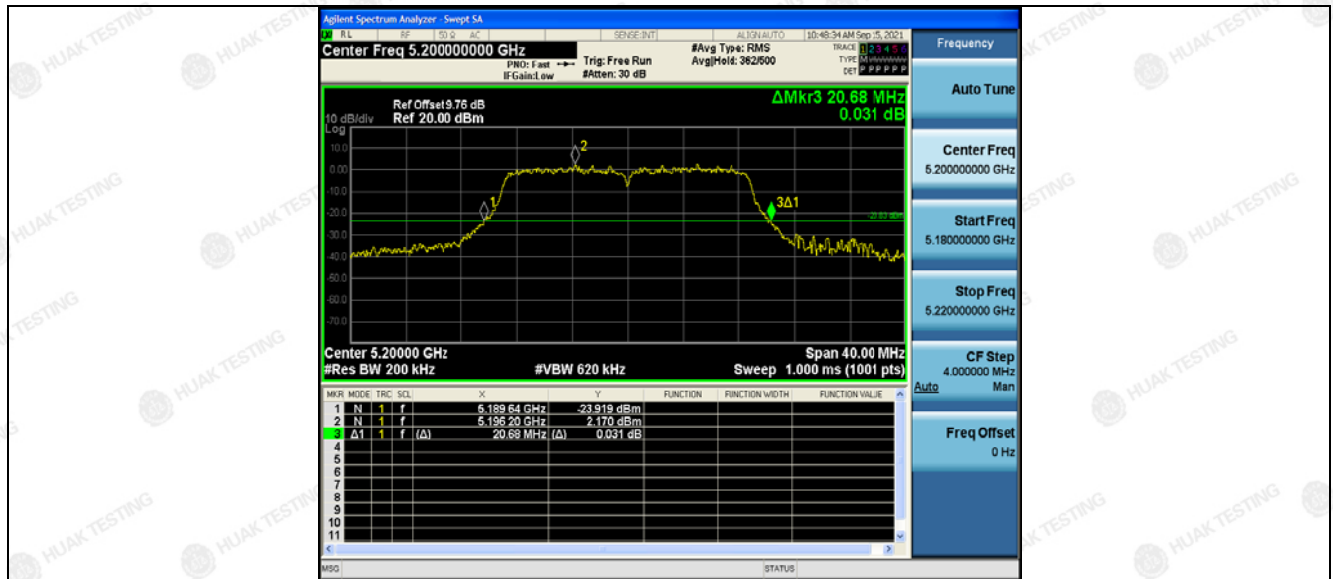 Agilent Spectrum Analyzer - Swept SA
RL RF 50 Ω AC SENSE:INT ALIGNAUTO 10:48:34 AM Sep 15, 2021
Center Freq 5.200000000 GHz
#Avg Type: RMS
TRACE 1 2 3 4 5 6
PNO: Fast
Trig: Free Run
Avg|Hold: 362/500
TYPE M
IFGain:Low
#Atten: 30 dB
DET P P P P P P
Frequency
Auto Tune
Center Freq
5.200000000 GHz
Start Freq
5.180000000 GHz
Stop Freq
5.220000000 GHz
CF Step
4.000000 MHz
Auto Man
Freq Offset
0 Hz
ΔMkr3 20.68 MHz
0.031 dB
Ref Offset 9.76 dB
10 dB/div Ref 20.00 dBm
Log
10.0
0.00
-10.0
-20.0
-30.0
-40.0
-50.0
-60.0
-70.0
1
2
3Δ1
Center 5.20000 GHz Span 40.00 MHz
#Res BW 200 kHz #VBW 620 kHz Sweep 1.000 ms (1001 pts)
MKR MODE TRC SCL X Y FUNCTION FUNCTION WIDTH FUNCTION VALUE
1 N 1 f 5.189 64 GHz -23.919 dBm
2 N 1 f 5.196 20 GHz 2.170 dBm
3 Δ1 1 f (Δ) 20.68 MHz (Δ) 0.031 dB
4
5
6
7
8
9
10
11
MSG STATUS
HUAK TESTING